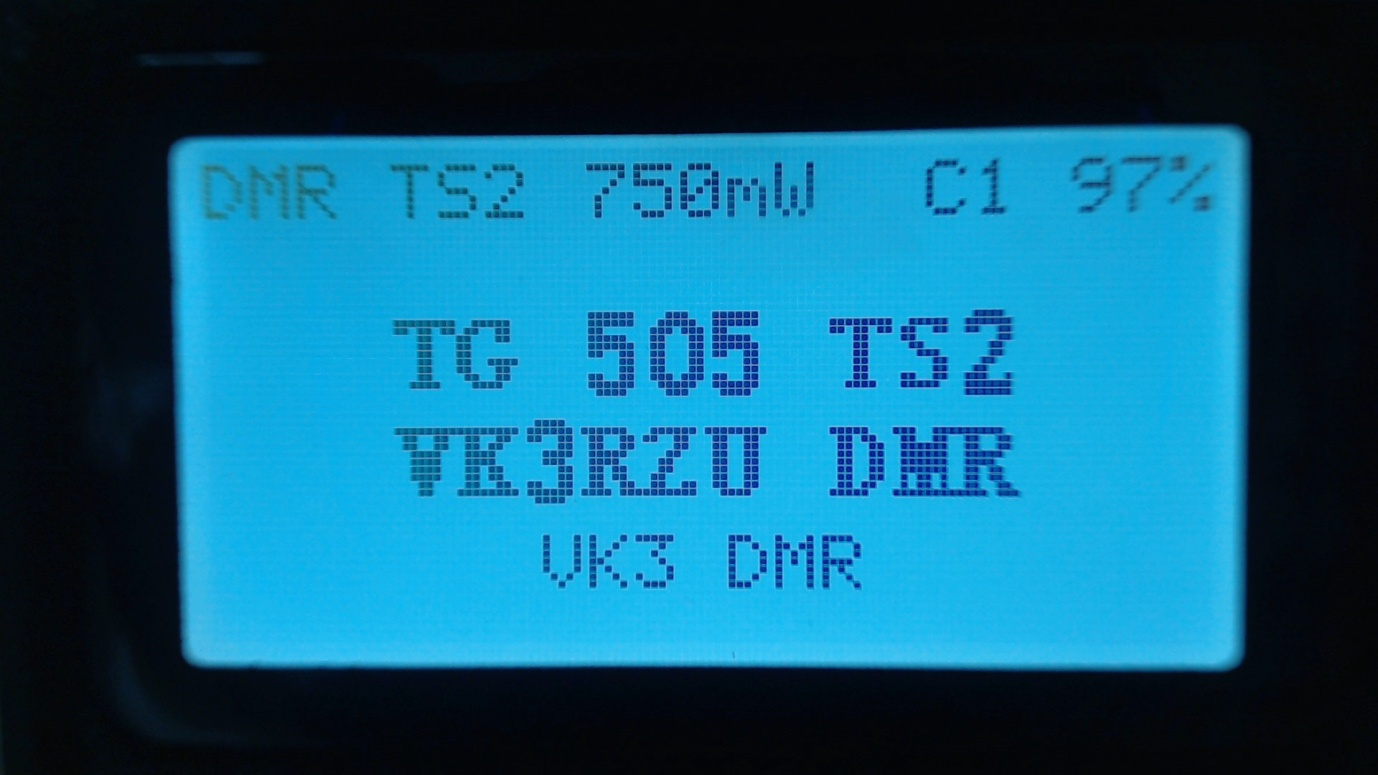 DMR TS2 750mW C1 97%
TG 505 TS2
VK3RZU DMR
VK3 DMR